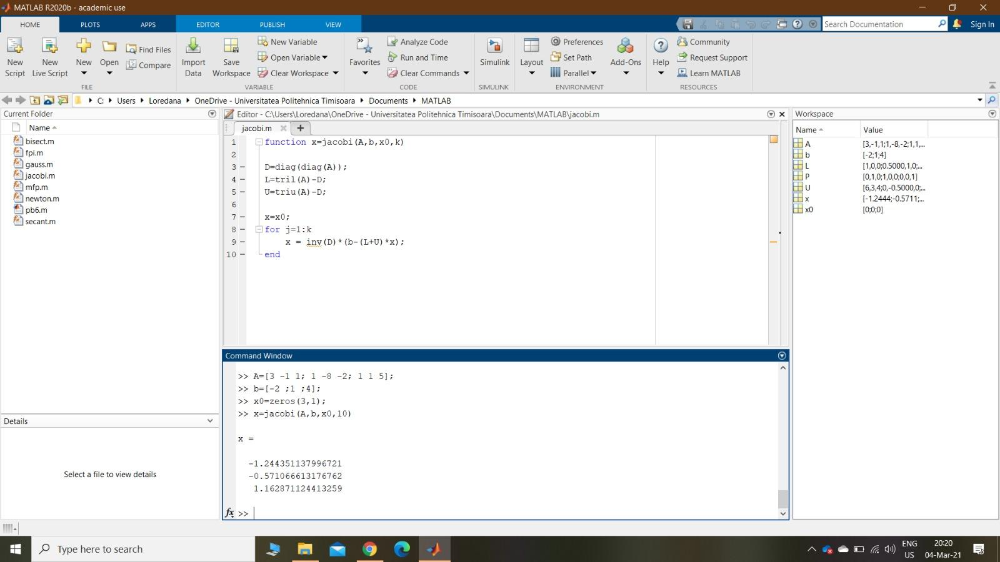 MATLAB R2020b - academic use
HOME PLOTS APPS EDITOR PUBLISH VIEW Search Documentation Sign In
New Script
New Live Script
New
Open
Find Files
Compare
FILE
Import Data
Save Workspace
New Variable
Open Variable
Clear Workspace
VARIABLE
Favorites
Analyze Code
Run and Time
Clear Commands
CODE
Simulink
SIMULINK
Layout
Preferences
Set Path
Parallel
Add-Ons
ENVIRONMENT
Help
Community
Request Support
Learn MATLAB
RESOURCES
C: Users Loredana OneDrive - Universitatea Politehnica Timisoara Documents MATLAB
Current Folder
Name
bisect.m
fpi.m
gauss.m
jacobi.m
mfp.m
newton.m
pb6.m
secant.m
Details
Select a file to view details
Editor - C:\Users\Loredana\OneDrive - Universitatea Politehnica Timisoara\Documents\MATLAB\jacobi.m
jacobi.m
1 function x=jacobi(A,b,x0,k)
2
3 - D=diag(diag(A));
4 - L=tril(A)-D;
5 - U=triu(A)-D;
6
7 - x=x0;
8 - for j=1:k
9 - x = inv(D)*(b-(L+U)*x);
10 - end
Command Window
>> A=[3 -1 1; 1 -8 -2; 1 1 5];
>> b=[-2 ;1 ;4];
>> x0=zeros(3,1);
>> x=jacobi(A,b,x0,10)
x =
-1.244351137996721
-0.571066613176762
1.162871124413259
fx >>
Workspace
Name Value
A [3,-1,1;1,-8,-2;1,1,...
b [-2;1;4]
L [1,0,0;0.5000,1,0;...
P [0,1,0;1,0,0;0,0,1]
U [6,3,4;0,-0.5000,0;...
x [-1.2444;-0.5711;...
x0 [0;0;0]
Type here to search
ENG
US
20:20
04-Mar-21